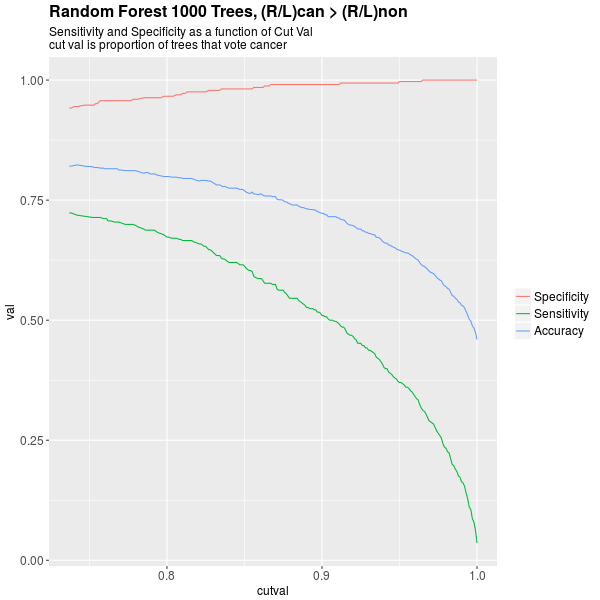 Random Forest 1000 Trees, (R/L)can > (R/L)non
Sensitivity and Specificity as a function of Cut Val
cut val is proportion of trees that vote cancer
1.00
0.75
0.50
0.25
0.00
val
0.8
0.9
1.0
cutval
Specificity
Sensitivity
Accuracy